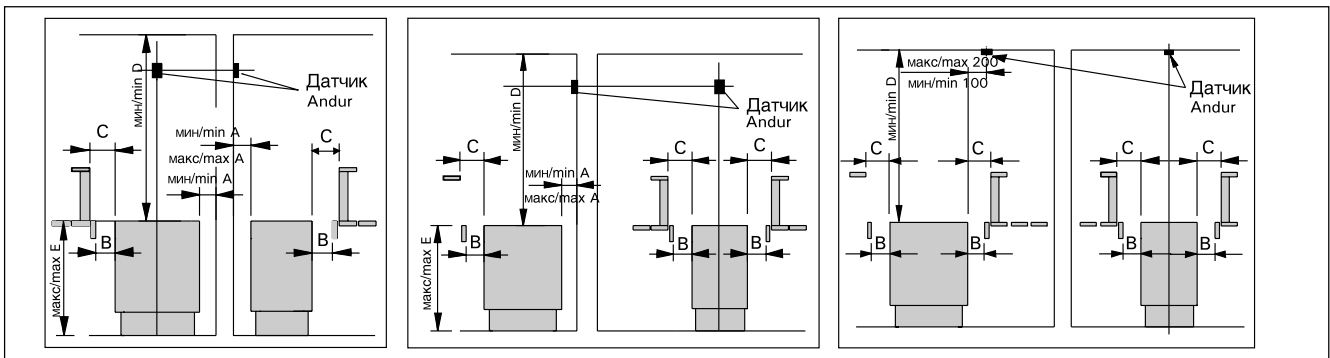 мин/min D
Датчик
Andur
C
мин/min A
макс/max A
мин/min A
C
B
B
макс/max E
мин/min D
Датчик
Andur
C
C
C
мин/min A
макс/max A
B
B
B
макс/max E
макс/max 200
мин/min 100
мин/min D
Датчик
Andur
C
C
C
C
B
B
B
B